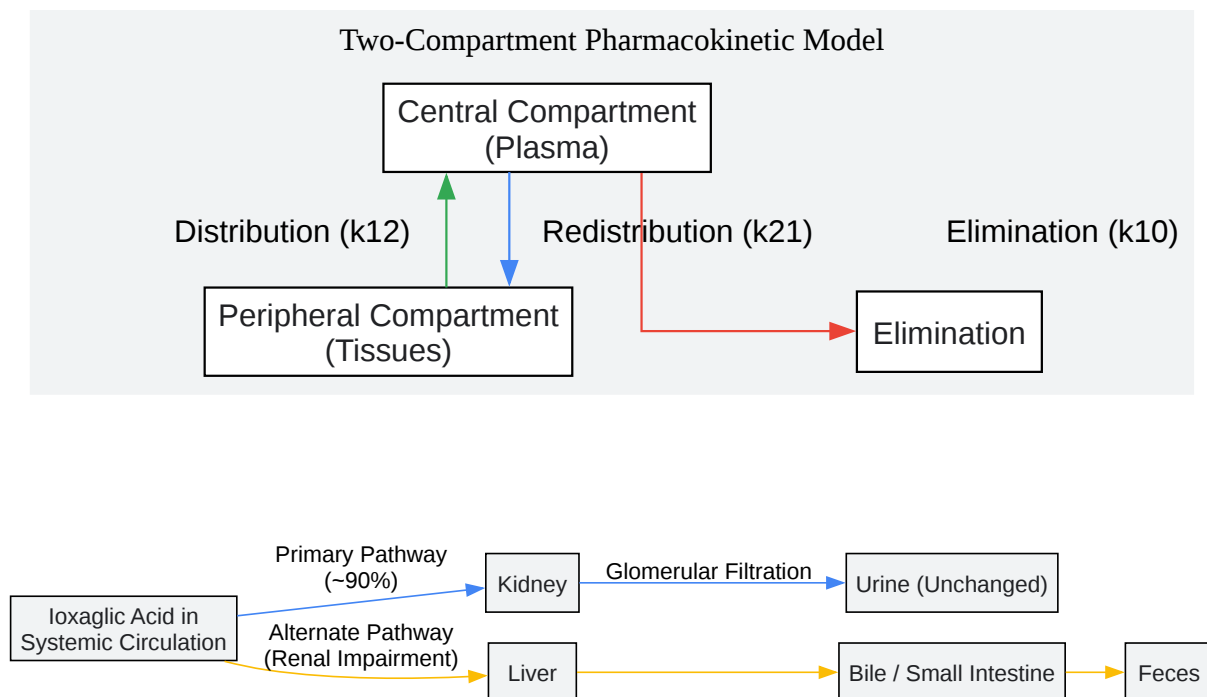 Two-Compartment Pharmacokinetic Model
Central Compartment
(Plasma)
Distribution (k12)
Redistribution (k21)
Elimination (k10)
Peripheral Compartment
(Tissues)
Elimination
Primary Pathway
(~90%)
Kidney
Glomerular Filtration
Urine (Unchanged)
Ioxaglic Acid in
Systemic Circulation
Alternate Pathway
(Renal Impairment)
Liver
Bile / Small Intestine
Feces